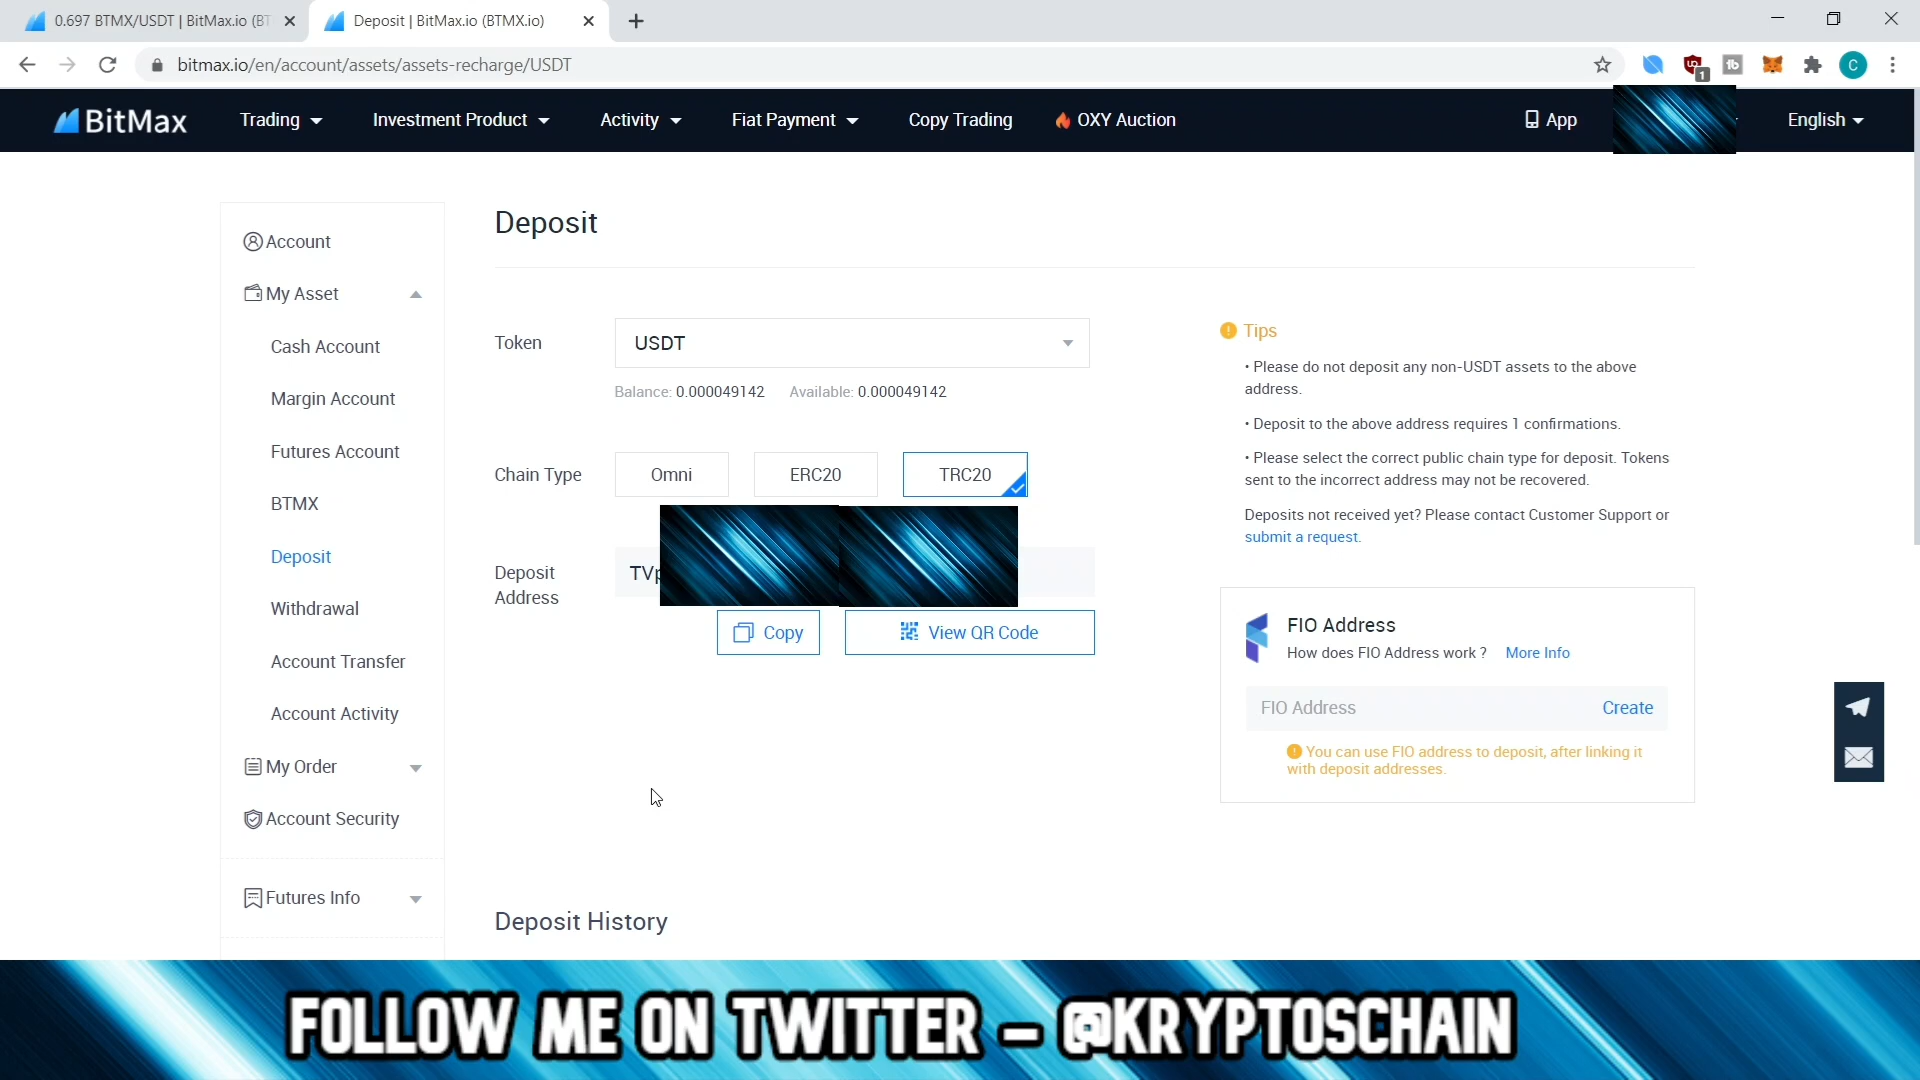 0.697 BTMX/USDT | BitMax.io (BT
Deposit | BitMax.io (BTMX.io)
bitmax.io/en/account/assets/assets-recharge/USDT
1
C
BitMax
Trading
Investment Product
Activity
Fiat Payment
Copy Trading
OXY Auction
App
English
Account
My Asset
Cash Account
Margin Account
Futures Account
BTMX
Deposit
Withdrawal
Account Transfer
Account Activity
My Order
Account Security
Futures Info
Deposit
Token
USDT
Balance: 0.000049142 Available: 0.000049142
Chain Type
Omni
ERC20
TRC20
Deposit
Address
TVp
Copy
View QR Code
Deposit History
Tips
• Please do not deposit any non-USDT assets to the above
address.
• Deposit to the above address requires 1 confirmations.
• Please select the correct public chain type for deposit. Tokens
sent to the incorrect address may not be recovered.
Deposits not received yet? Please contact Customer Support or
submit a request.
FIO Address
How does FIO Address work ? More Info
FIO Address
Create
You can use FIO address to deposit, after linking it
with deposit addresses.
FOLLOW ME ON TWITTER – @KRYPTOSCHAIN